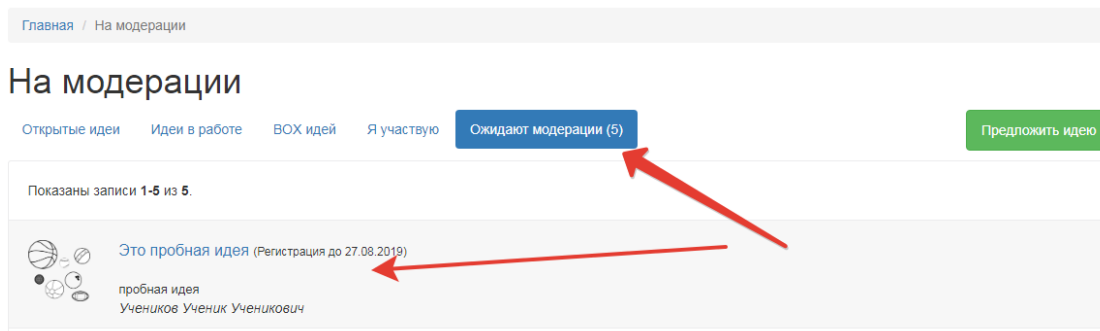 Главная / На модерации
На модерации
Открытые идеи Идеи в работе BOX идей Я участвую Ожидают модерации (5) Предложить идею
Показаны записи 1-5 из 5.
Это пробная идея (Регистрация до 27.08.2019)
пробная идея
Учеников Ученик Ученикович